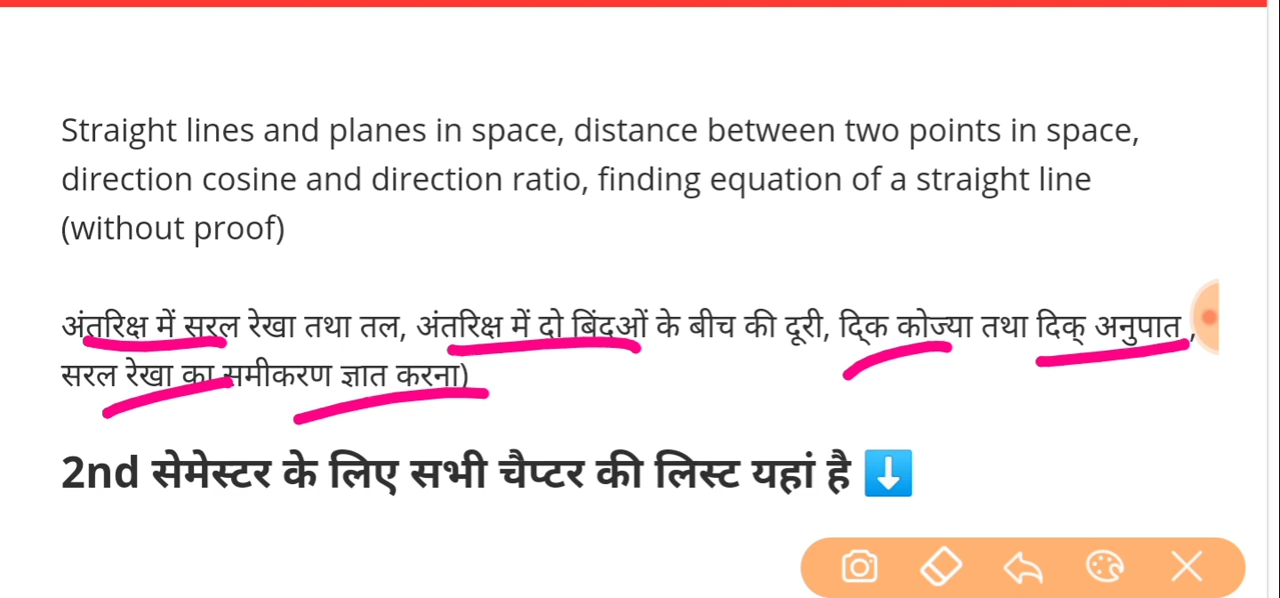 Straight lines and planes in space, distance between two points in space,
direction cosine and direction ratio, finding equation of a straight line
(without proof)
अंतरिक्ष में सरल रेखा तथा तल, अंतरिक्ष में दो बिंदुओं के बीच की दूरी, दिक् कोज्या तथा दिक् अनुपात ,
सरल रेखा का समीकरण ज्ञात करना)
2nd सेमेस्टर के लिए सभी चैप्टर की लिस्ट यहां है ⬇️